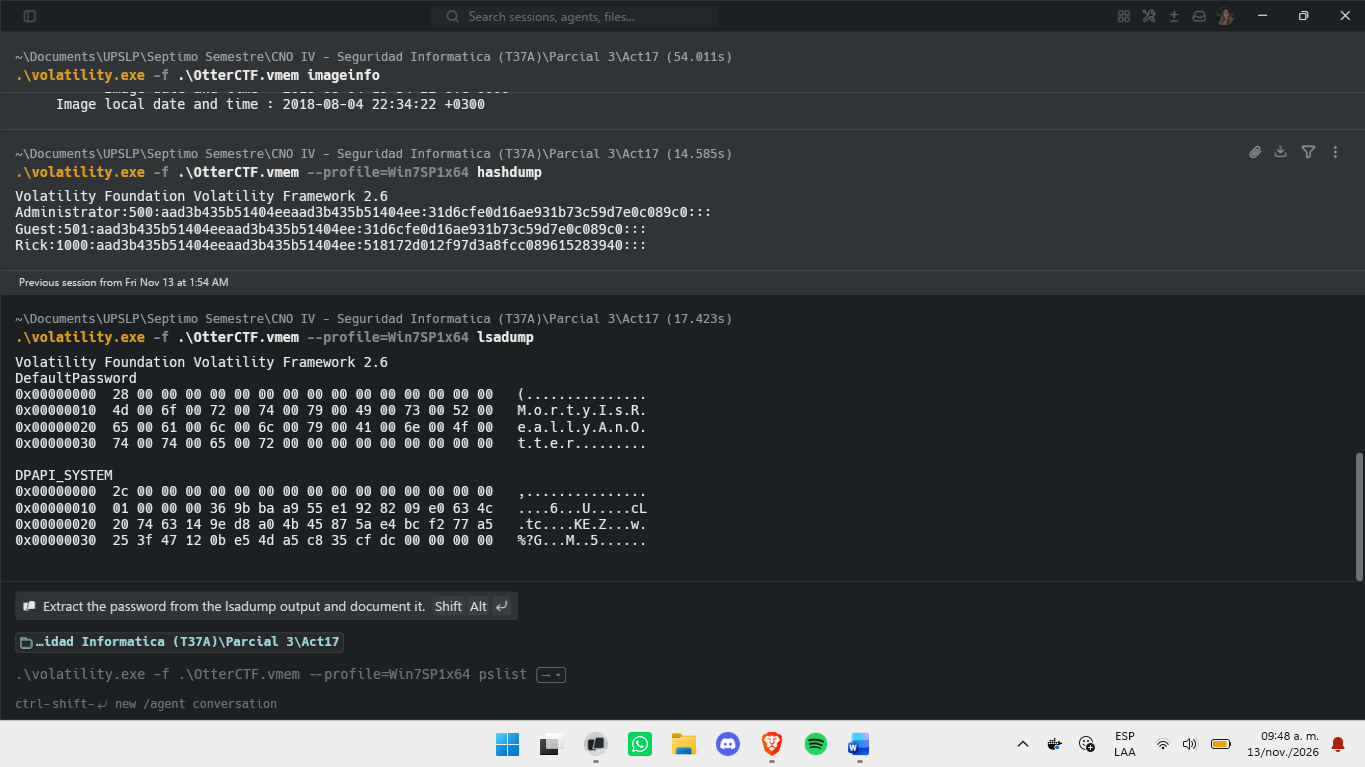 Search sessions, agents, files...
~\Documents\UPSLP\Septimo Semestre\CNO IV - Seguridad Informatica (T37A)\Parcial 3\Act17 (54.011s)
.\volatility.exe -f .\OtterCTF.vmem imageinfo
Image local date and time : 2018-08-04 22:34:22 +0300
~\Documents\UPSLP\Septimo Semestre\CNO IV - Seguridad Informatica (T37A)\Parcial 3\Act17 (14.585s)
.\volatility.exe -f .\OtterCTF.vmem --profile=Win7SP1x64 hashdump
Volatility Foundation Volatility Framework 2.6
Administrator:500:aad3b435b51404eeaad3b435b51404ee:31d6cfe0d16ae931b73c59d7e0c089c0:::
Guest:501:aad3b435b51404eeaad3b435b51404ee:31d6cfe0d16ae931b73c59d7e0c089c0:::
Rick:1000:aad3b435b51404eeaad3b435b51404ee:518172d012f97d3a8fcc089615283940:::
Previous session from Fri Nov 13 at 1:54 AM
~\Documents\UPSLP\Septimo Semestre\CNO IV - Seguridad Informatica (T37A)\Parcial 3\Act17 (17.423s)
.\volatility.exe -f .\OtterCTF.vmem --profile=Win7SP1x64 lsadump
Volatility Foundation Volatility Framework 2.6
DefaultPassword
0x00000000  28 00 00 00 00 00 00 00 00 00 00 00 00 00 00 00   (...............
0x00000010  4d 00 6f 00 72 00 74 00 79 00 49 00 73 00 52 00   M.o.r.t.y.I.s.R.
0x00000020  65 00 61 00 6c 00 6c 00 79 00 41 00 6e 00 4f 00   e.a.l.l.y.A.n.O.
0x00000030  74 00 74 00 65 00 72 00 00 00 00 00 00 00 00 00   t.t.e.r.........
DPAPI_SYSTEM
0x00000000  2c 00 00 00 00 00 00 00 00 00 00 00 00 00 00 00   ,...............
0x00000010  01 00 00 00 36 9b ba a9 55 e1 92 82 09 e0 63 4c   ....6...U.....cL
0x00000020  20 74 63 14 9e d8 a0 4b 45 87 5a e4 bc f2 77 a5   .tc....KE.Z...w.
0x00000030  25 3f 47 12 0b e5 4d a5 c8 35 cf dc 00 00 00 00   %?G...M..5......
Extract the password from the lsadump output and document it. Shift Alt
…idad Informatica (T37A)\Parcial 3\Act17
.\volatility.exe -f .\OtterCTF.vmem --profile=Win7SP1x64 pslist
ctrl-shift-↵ new /agent conversation
ESP
LAA
09:48 a. m.
13/nov./2026